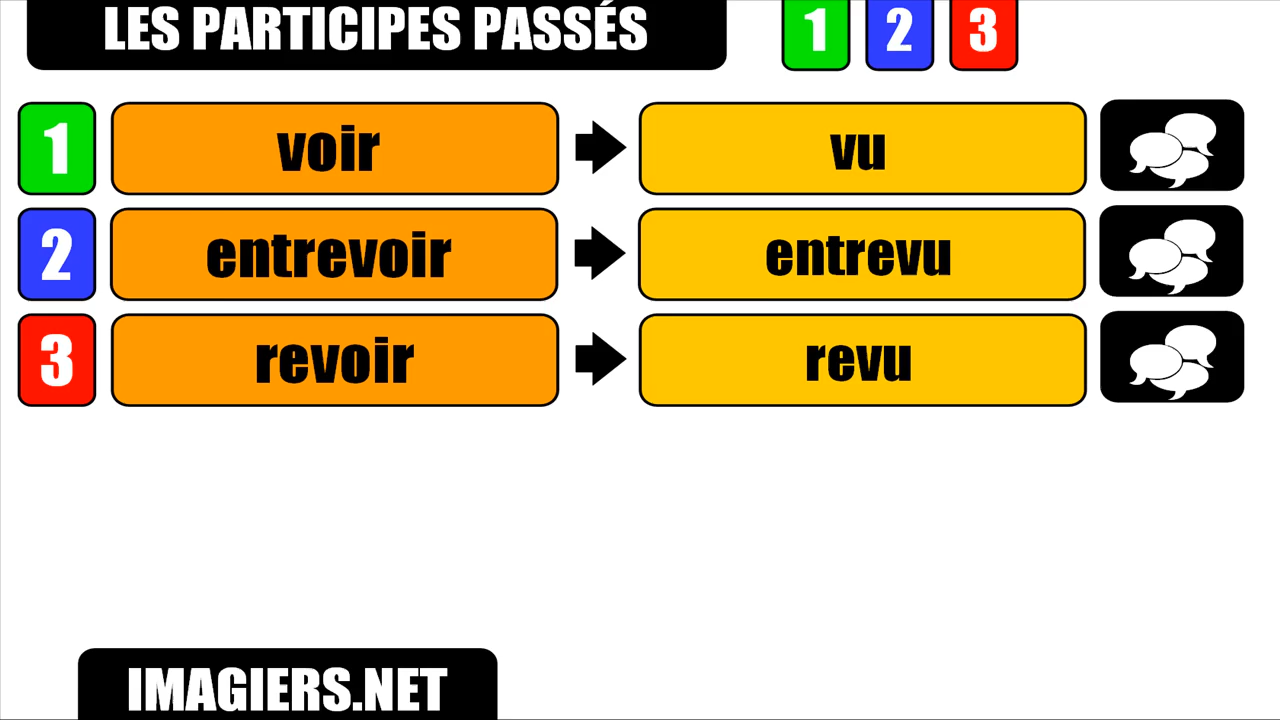 LES PARTICIPES PASSÉS 1 2 3
1 voir vu
2 entrevoir entrevu
3 revoir revu
IMAGIERS.NET